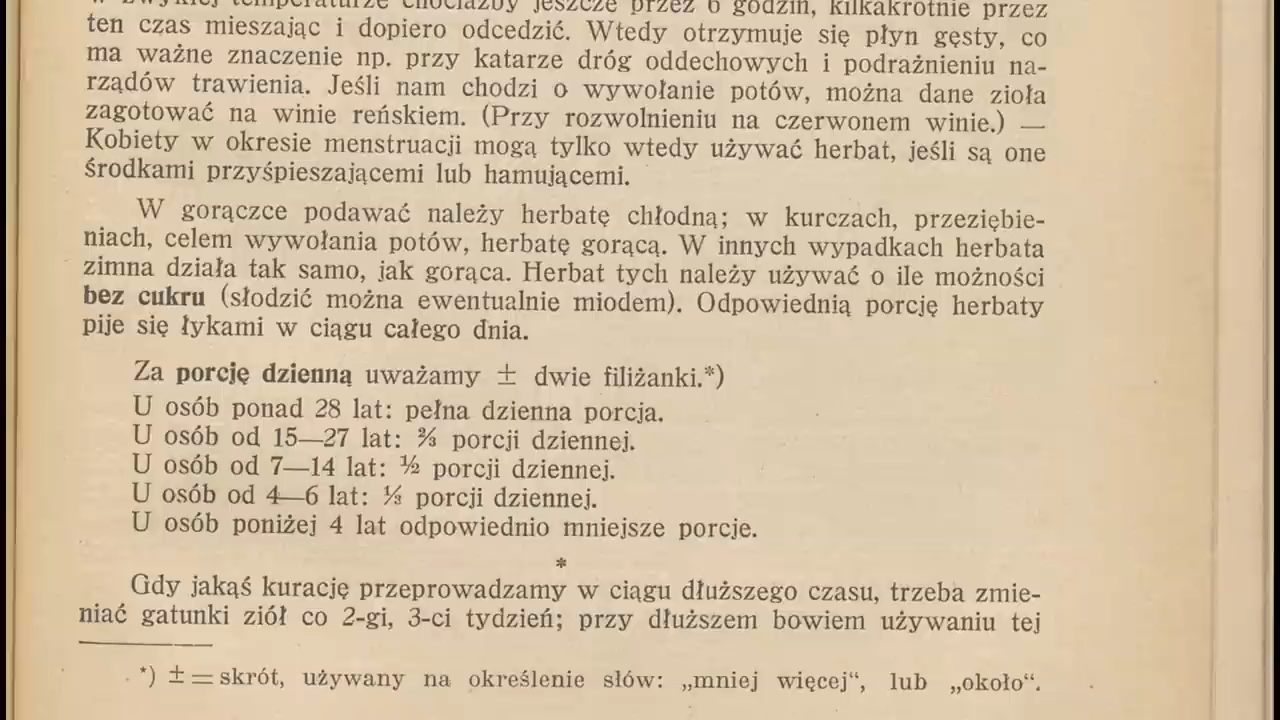 w zwykłej temperaturze chociażby jeszcze przez 6 godzin, kilkakrotnie przez
ten czas mieszając i dopiero odcedzić. Wtedy otrzymuje się płyn gęsty, co
ma ważne znaczenie np. przy katarze dróg oddechowych i podrażnieniu na-
rządów trawienia. Jeśli nam chodzi o wywołanie potów, można dane zioła
zagotować na winie reńskiem. (Przy rozwolnieniu na czerwonem winie.) —
Kobiety w okresie menstruacji mogą tylko wtedy używać herbat, jeśli są one
środkami przyśpieszającemi lub hamującemi.
W gorączce podawać należy herbatę chłodną; w kurczach, przeziębie-
niach, celem wywołania potów, herbatę gorącą. W innych wypadkach herbata
zimna działa tak samo, jak gorąca. Herbat tych należy używać o ile możności
bez cukru (słodzić można ewentualnie miodem). Odpowiednią porcję herbaty
pije się łykami w ciągu całego dnia.
Za porcję dzienną uważamy ± dwie filiżanki.*)
U osób ponad 28 lat: pełna dzienna porcja.
U osób od 15—27 lat: ⅔ porcji dziennej.
U osób od 7—14 lat: ½ porcji dziennej.
U osób od 4—6 lat: ⅓ porcji dziennej.
U osób poniżej 4 lat odpowiednio mniejsze porcje.
*
Gdy jakąś kurację przeprowadzamy w ciągu dłuższego czasu, trzeba zmie-
niać gatunki ziół co 2-gi, 3-ci tydzień; przy dłuższem bowiem używaniu tej
*) ± = skrót, używany na określenie słów: „mniej więcej“, lub „około“.